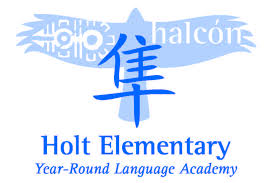 halcón
隼
Holt Elementary
Year-Round Language Academy